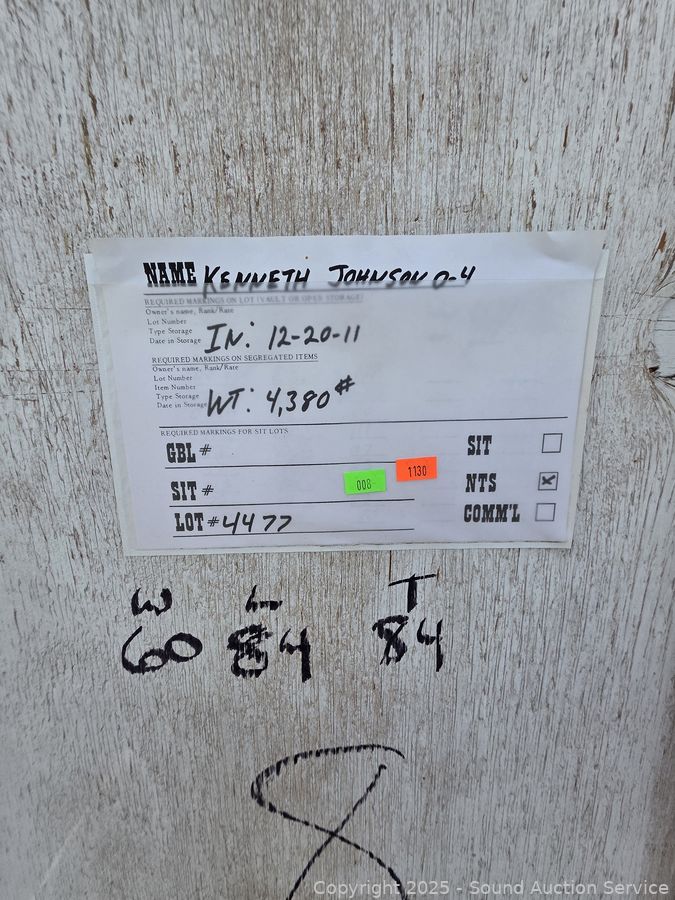 NAME KENNETH JOHNSON O-4
REQUIRED MARKINGS ON LOT (VAULT OR OPEN STORAGE)
Owner's name, Rank/Rate
Lot Number
Type Storage
Date in Storage IN: 12-20-11
REQUIRED MARKINGS ON SEGREGATED ITEMS
Owner's name, Rank/Rate
Lot Number
Item Number
Type Storage
Date in Storage WT: 4,380#
REQUIRED MARKINGS FOR SIT LOTS
GBL # SIT
1130
008
SIT # NTS X
LOT # 4477 COMM'L
W L T
60 84 84
8
Copyright 2025 - Sound Auction Service